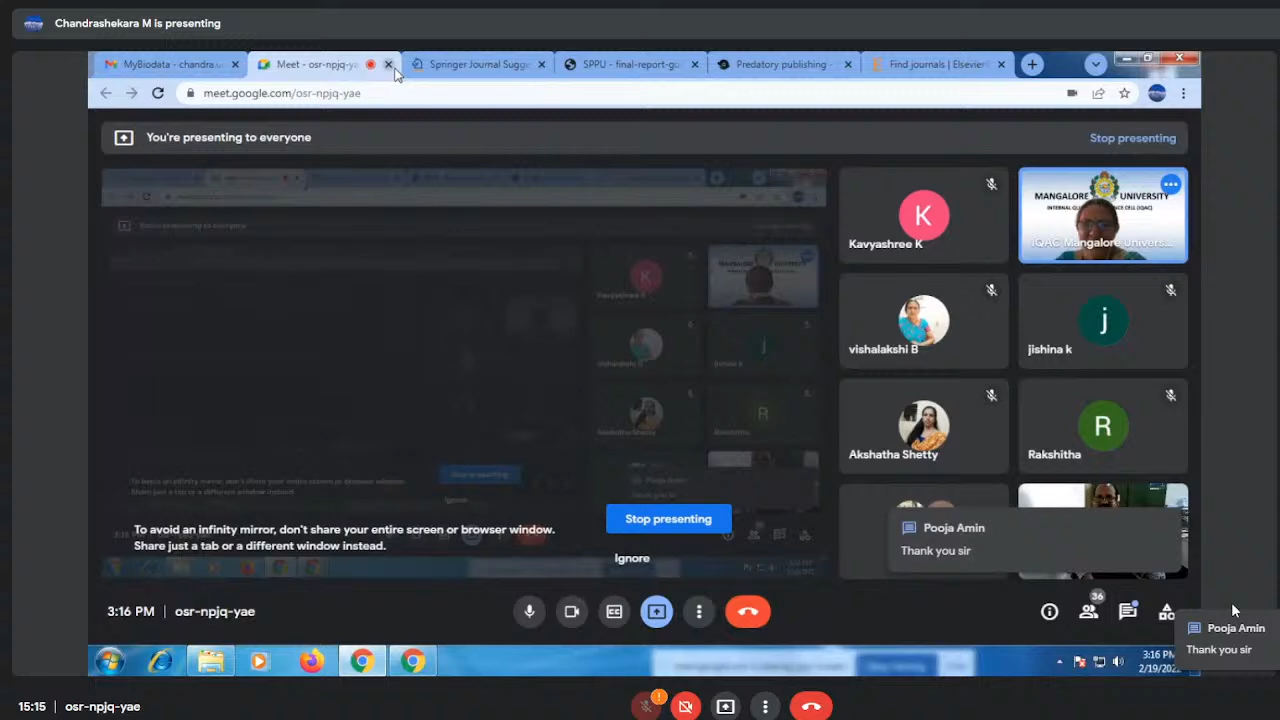 Chandrashekara M is presenting
MyBiodata - chandra.u
Meet - osr-npjq-yae
Springer Journal Sugge
SPPU - final-report-go
Predatory publishing -
Find journals | Elsevier
meet.google.com/osr-npjq-yae
You're presenting to everyone
Stop presenting
K
Kavyashree K
MANGALORE UNIVERSITY
IQAC Mangalore Univers...
vishalakshi B
j
jishina k
Akshatha Shetty
R
Rakshitha
To avoid an infinity mirror, don't share your entire screen or browser window.
Share just a tab or a different window instead.
Stop presenting
Ignore
Pooja Amin
Thank you sir
3:16 PM
osr-npjq-yae
36
Pooja Amin
Thank you sir
3:16 PM
15:15 | osr-npjq-yae